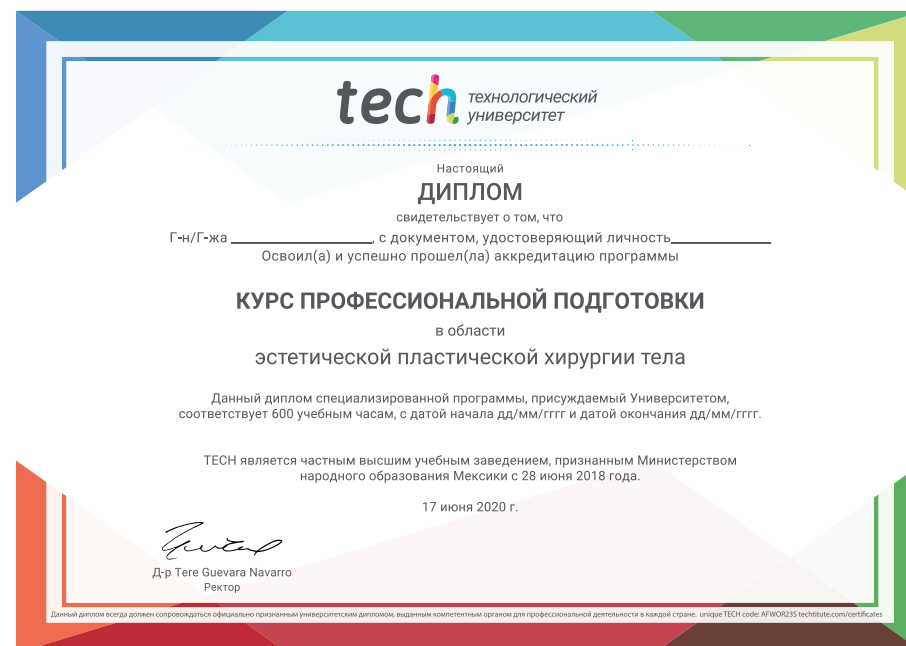 tech технологический
университет
Настоящий
ДИПЛОМ
свидетельствует о том, что
Г-н/Г-жа ____________________, с документом, удостоверяющий личность______________
Освоил(а) и успешно прошел(ла) аккредитацию программы
КУРС ПРОФЕССИОНАЛЬНОЙ ПОДГОТОВКИ
в области
эстетической пластической хирургии тела
Данный диплом специализированной программы, присуждаемый Университетом,
соответствует 600 учебным часам, с датой начала дд/мм/гггг и датой окончания дд/мм/гггг.
TECH является частным высшим учебным заведением, признанным Министерством
народного образования Мексики с 28 июня 2018 года.
17 июня 2020 г.
Д-р Tere Guevara Navarro
Ректор
Данный диплом всегда должен сопровождаться официально признанным университетским дипломом, выданным компетентным органом для профессиональной деятельности в каждой стране. unique TECH code: AFWOR23S techtitute.com/certificates